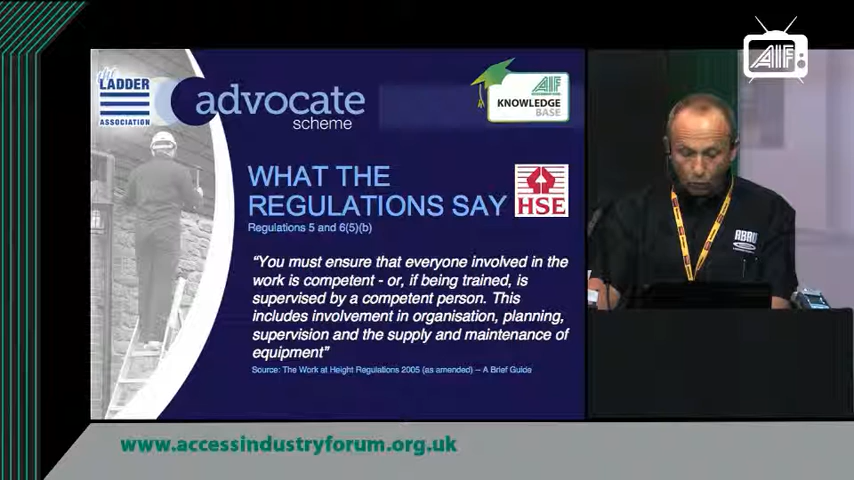 AIF
the
LADDER
ASSOCIATION
advocate
scheme
AIF
KNOWLEDGE
BASE
WHAT THE
REGULATIONS SAY
HSE
Regulations 5 and 6(5)(b)
“You must ensure that everyone involved in the
work is competent - or, if being trained, is
supervised by a competent person. This
includes involvement in organisation, planning,
supervision and the supply and maintenance of
equipment”
Source: The Work at Height Regulations 2005 (as amended) – A Brief Guide
www.accessindustryforum.org.uk